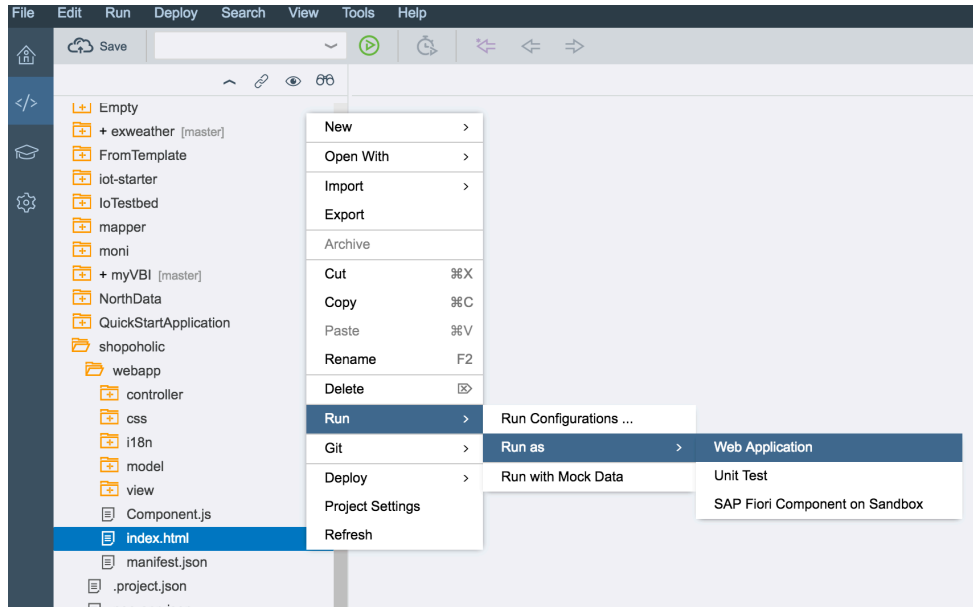 File Edit Run Deploy Search View Tools Help
Save
Empty
+ exweather [master]
FromTemplate
iot-starter
IoTestbed
mapper
moni
+ myVBI [master]
NorthData
QuickStartApplication
shopoholic
webapp
controller
css
i18n
model
view
Component.js
index.html
manifest.json
.project.json
New
Open With
Import
Export
Archive
Cut ⌘X
Copy ⌘C
Paste ⌘V
Rename F2
Delete ⌦
Run
Git
Deploy
Project Settings
Refresh
Run Configurations ...
Run as
Run with Mock Data
Web Application
Unit Test
SAP Fiori Component on Sandbox